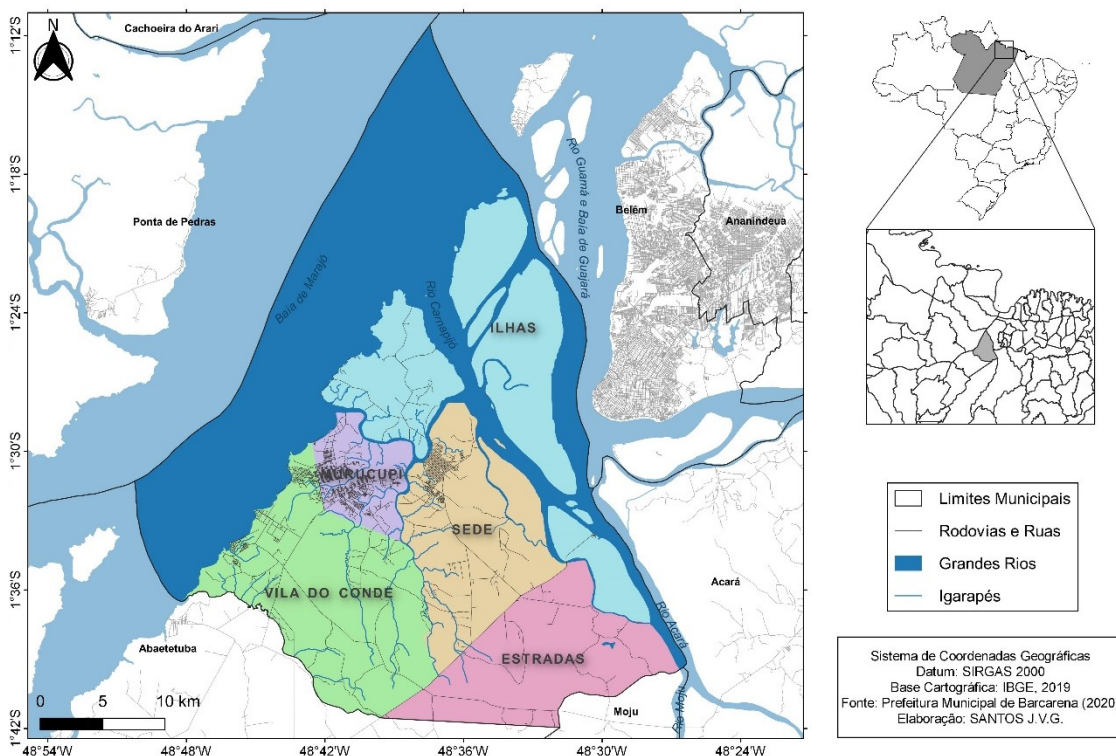 N
Cachoeira do Arari
1°12'S
1°18'S
1°24'S
1°30'S
1°36'S
1°42'S
Ponta de Pedras
Baía de Marajó
Rio Carnapijó
Rio Guamá e Baía de Guajará
Belém
Ananindeua
ILHAS
MURUCUPI
SEDE
VILA DO CONDE
ESTRADAS
Acará
Rio Acará
Abaetetuba
Moju
Rio Moju
0 5 10 km
48°54'W 48°48'W 48°42'W 48°36'W 48°30'W 48°24'W
Limites Municipais
Rodovias e Ruas
Grandes Rios
Igarapés
Sistema de Coordenadas Geográficas
Datum: SIRGAS 2000
Base Cartográfica: IBGE, 2019
Fonte: Prefeitura Municipal de Barcarena (2020
Elaboração: SANTOS J.V.G.